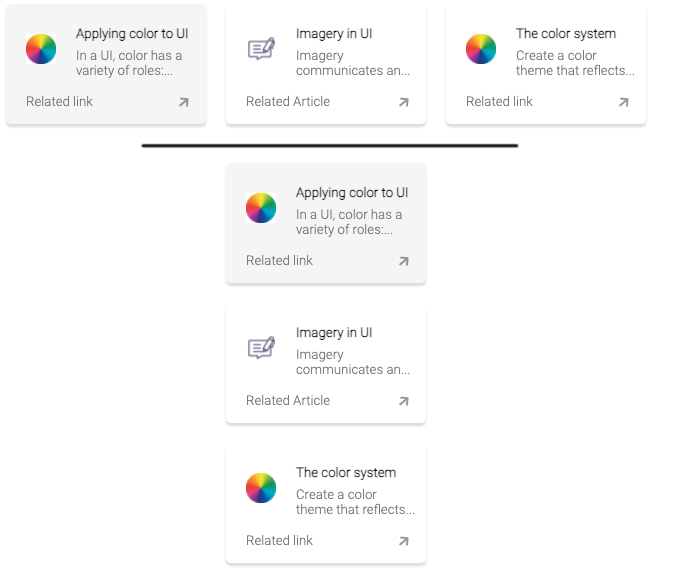 Applying color to UI
In a UI, color has a
variety of roles:...
Related link
Imagery in UI
Imagery
communicates an...
Related Article
The color system
Create a color
theme that reflects...
Related link
Applying color to UI
In a UI, color has a
variety of roles:...
Related link
Imagery in UI
Imagery
communicates an...
Related Article
The color system
Create a color
theme that reflects...
Related link